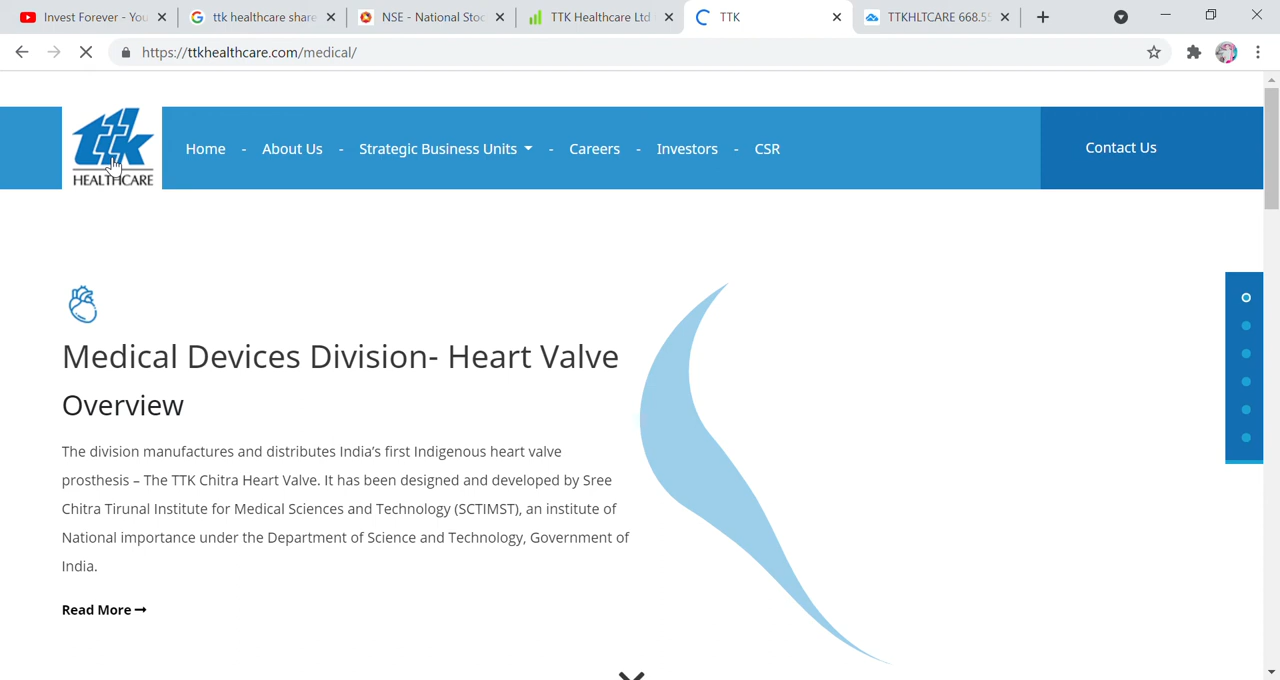 Invest Forever - You
ttk healthcare share
NSE - National Stoc
TTK Healthcare Ltd
TTK
TTKHLTCARE 668.55
https://ttkhealthcare.com/medical/
ttk
HEALTHCARE
Home - About Us - Strategic Business Units - Careers - Investors - CSR
Contact Us
Medical Devices Division- Heart Valve
Overview
The division manufactures and distributes India’s first Indigenous heart valve
prosthesis – The TTK Chitra Heart Valve. It has been designed and developed by Sree
Chitra Tirunal Institute for Medical Sciences and Technology (SCTIMST), an institute of
National importance under the Department of Science and Technology, Government of
India.
Read More